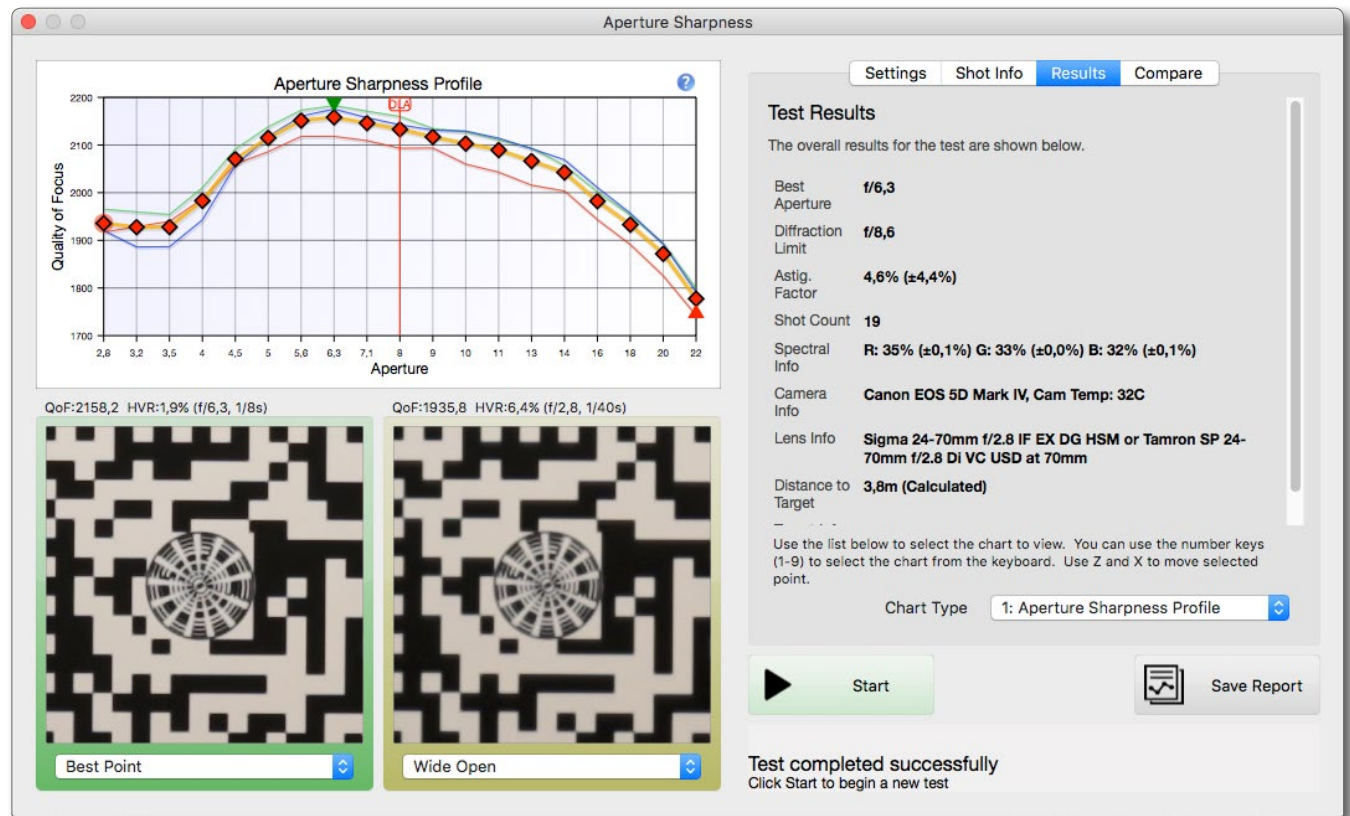 Aperture Sharpness
Aperture Sharpness Profile
?
DLA
Quality of Focus
2200
2100
2000
1900
1800
1700
2,8 3,2 3,5 4 4,5 5 5,6 6,3 7,1 8 9 10 11 13 14 16 18 20 22
Aperture
QoF:2158,2 HVR:1,9% (f/6,3, 1/8s)
Best Point
QoF:1935,8 HVR:6,4% (f/2,8, 1/40s)
Wide Open
Settings Shot Info Results Compare
Test Results
The overall results for the test are shown below.
Best f/6,3
Aperture
Diffraction f/8,6
Limit
Astig. 4,6% (±4,4%)
Factor
Shot Count 19
Spectral R: 35% (±0,1%) G: 33% (±0,0%) B: 32% (±0,1%)
Info
Camera Canon EOS 5D Mark IV, Cam Temp: 32C
Info
Lens Info Sigma 24-70mm f/2.8 IF EX DG HSM or Tamron SP 24-
70mm f/2.8 Di VC USD at 70mm
Distance to 3,8m (Calculated)
Target
Use the list below to select the chart to view. You can use the number keys
(1-9) to select the chart from the keyboard. Use Z and X to move selected
point.
Chart Type 1: Aperture Sharpness Profile
Start
Save Report
Test completed successfully
Click Start to begin a new test